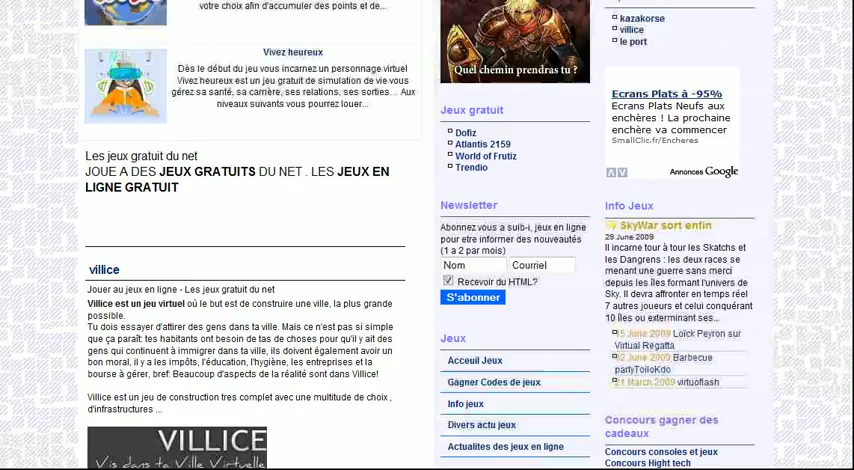 votre choix afin d'accumuler des points et de...
Vivez heureux
Dès le début du jeu vous incarnez un personnage virtuel
Vivez heureux est un jeu gratuit de simulation de vie vous
gérez sa santé, sa carrière, ses relations, ses sorties... Aux
niveaux suivants vous pourrez louer...
Les jeux gratuit du net
JOUE A DES JEUX GRATUITS DU NET . LES JEUX EN
LIGNE GRATUIT
villice
Jouer au jeux en ligne - Les jeux gratuit du net
Villice est un jeu virtuel où le but est de construire une ville, la plus grande
possible.
Tu dois essayer d'attirer des gens dans ta ville. Mais ce n'est pas si simple
que ça paraît: tes habitants ont besoin de tas de choses pour qu'il y ait des
gens qui continuent à immigrer dans ta ville, ils doivent également avoir un
bon moral, il y a les impôts, l'éducation, l'hygiène, les entreprises et la
bourse à gérer, bref: Beaucoup d'aspects de la réalité sont dans Villice!
Villice est un jeu de construction tres complet avec une multitude de choix ,
d'infrastructures ...
VILLICE
Vis dans ta Ville Virtuelle
Quel chemin prendras tu ?
Jeux gratuit
Dofiz
Atlantis 2159
World of Frutiz
Trendio
Newsletter
Abonnez vous a sulb-i, jeux en ligne
pour etre informer des nouveautés
(1 a 2 par mois)
Nom Courriel
Recevoir du HTML?
S'abonner
Jeux
Acceuil Jeux
Gagner Codes de jeux
Info jeux
Divers actu jeux
Actualites des jeux en ligne
kazakorse
villice
le port
Ecrans Plats à -95%
Ecrans Plats Neufs aux
enchères ! La prochaine
enchère va commencer
SmallClic.fr/Encheres
Annonces Google
Info Jeux
SkyWar sort enfin
29 June 2009
Il incarne tour à tour les Skatchs et
les Dangrens : les deux races se
menant une guerre sans merci
depuis les îles formant l'univers de
Sky. Il devra affronter en temps réel
7 autres joueurs et celui conquérant
10 îles ou exterminant ses...
15 June 2009 Loïck Peyron sur
Virtual Regatta
02 June 2009 Barbecue
partyToiloKdo
31 March 2009 virtuoflash
Concours gagner des
cadeaux
Concours consoles et jeux
Concours Hight tech